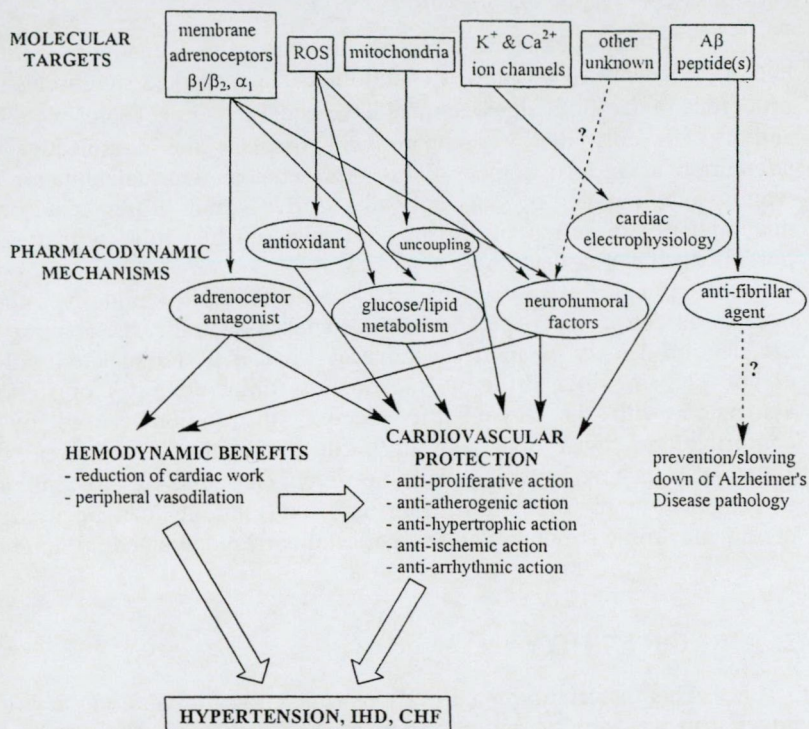 MOLECULAR
TARGETS
membrane
adrenoceptors
β₁/β₂, α₁
ROS
mitochondria
K⁺ & Ca²⁺
ion channels
other
unknown
Aβ
peptide(s)
?
PHARMACODYNAMIC
MECHANISMS
antioxidant
uncoupling
cardiac
electrophysiology
adrenoceptor
antagonist
glucose/lipid
metabolism
neurohumoral
factors
anti-fibrillar
agent
?
HEMODYNAMIC BENEFITS
- reduction of cardiac work
- peripheral vasodilation
CARDIOVASCULAR
PROTECTION
- anti-proliferative action
- anti-atherogenic action
- anti-hypertrophic action
- anti-ischemic action
- anti-arrhythmic action
prevention/slowing
down of Alzheimer's
Disease pathology
HYPERTENSION, IHD, CHF